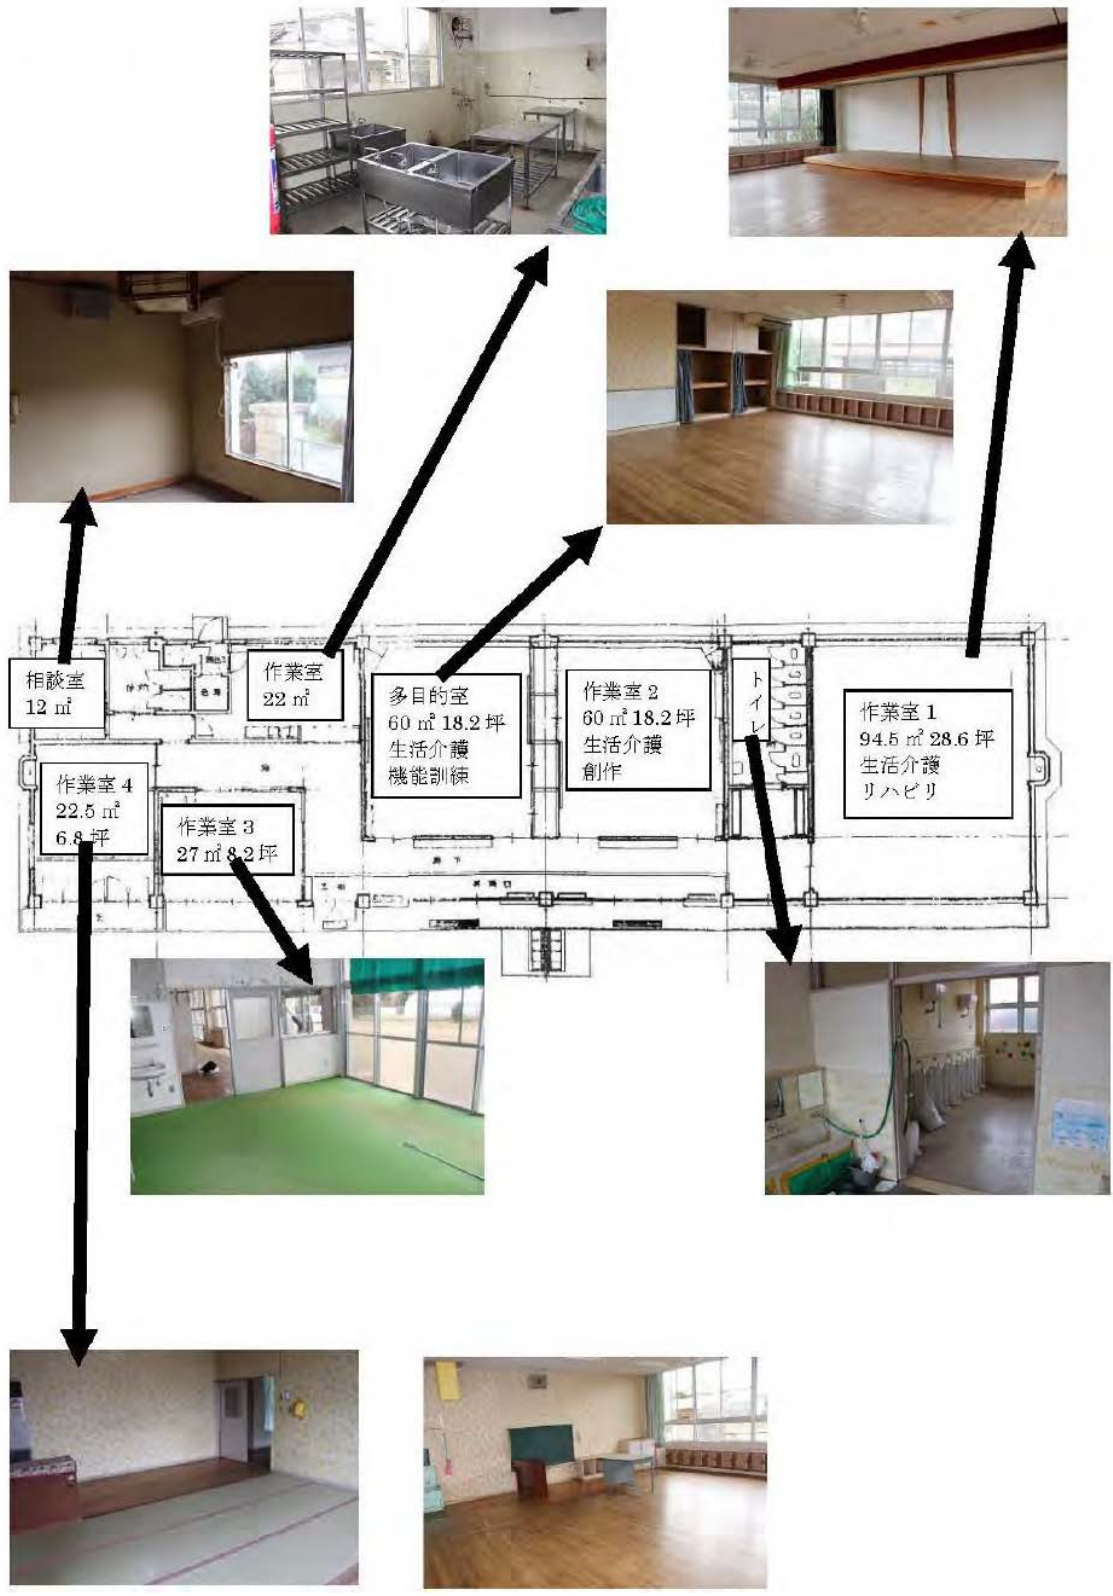 相談室
12 ㎡
作業室
22 ㎡
多目的室
60 ㎡ 18.2 坪
生活介護
機能訓練
作業室 2
60 ㎡ 18.2 坪
生活介護
創作
トイレ
作業室 1
94.5 ㎡ 28.6 坪
生活介護
リハビリ
作業室 4
22.5 ㎡
6.8 坪
作業室 3
27 ㎡ 8.2 坪
廊下